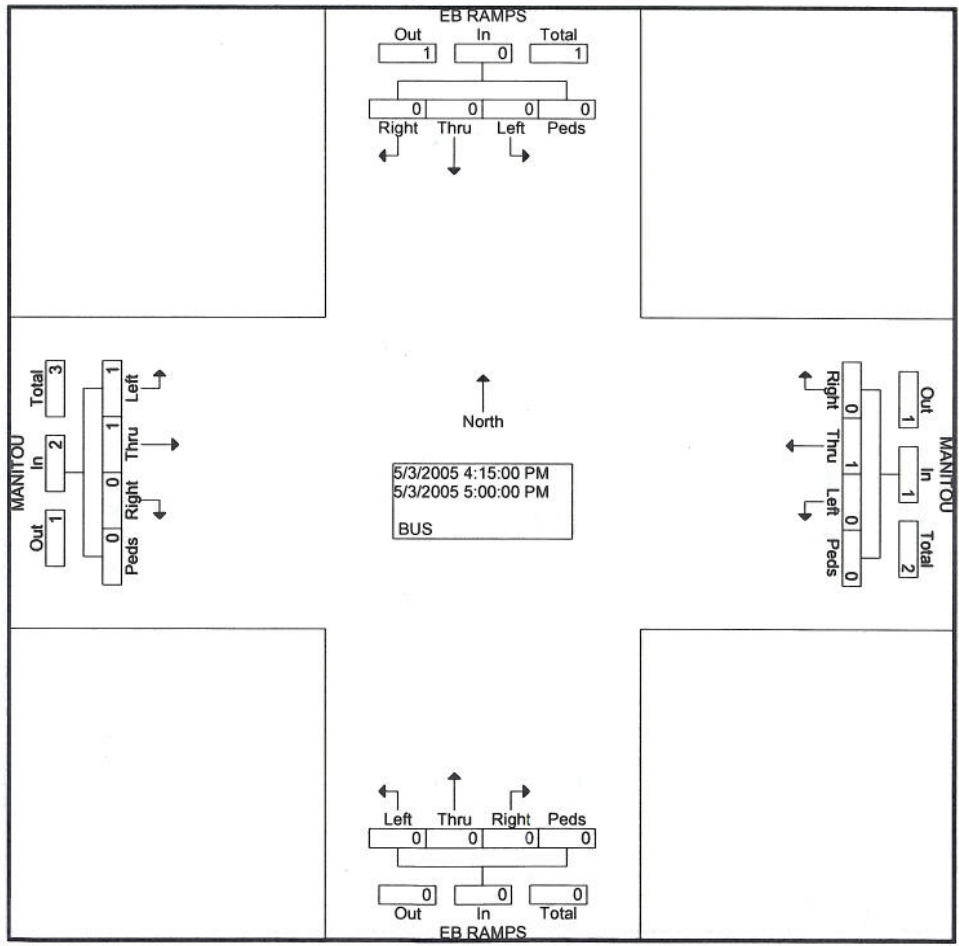 EB RAMPS
Out In Total
1 0 1
0 0 0 0
Right Thru Left Peds
MANITOU
Total In Out
3 2 1
1 1 0 0
Left Thru Right Peds
North
5/3/2005 4:15:00 PM
5/3/2005 5:00:00 PM
BUS
Right Thru Left Peds
0 1 0 0
Out In Total
1 1 2
MANITOU
Left Thru Right Peds
0 0 0 0
0 0 0
Out In Total
EB RAMPS